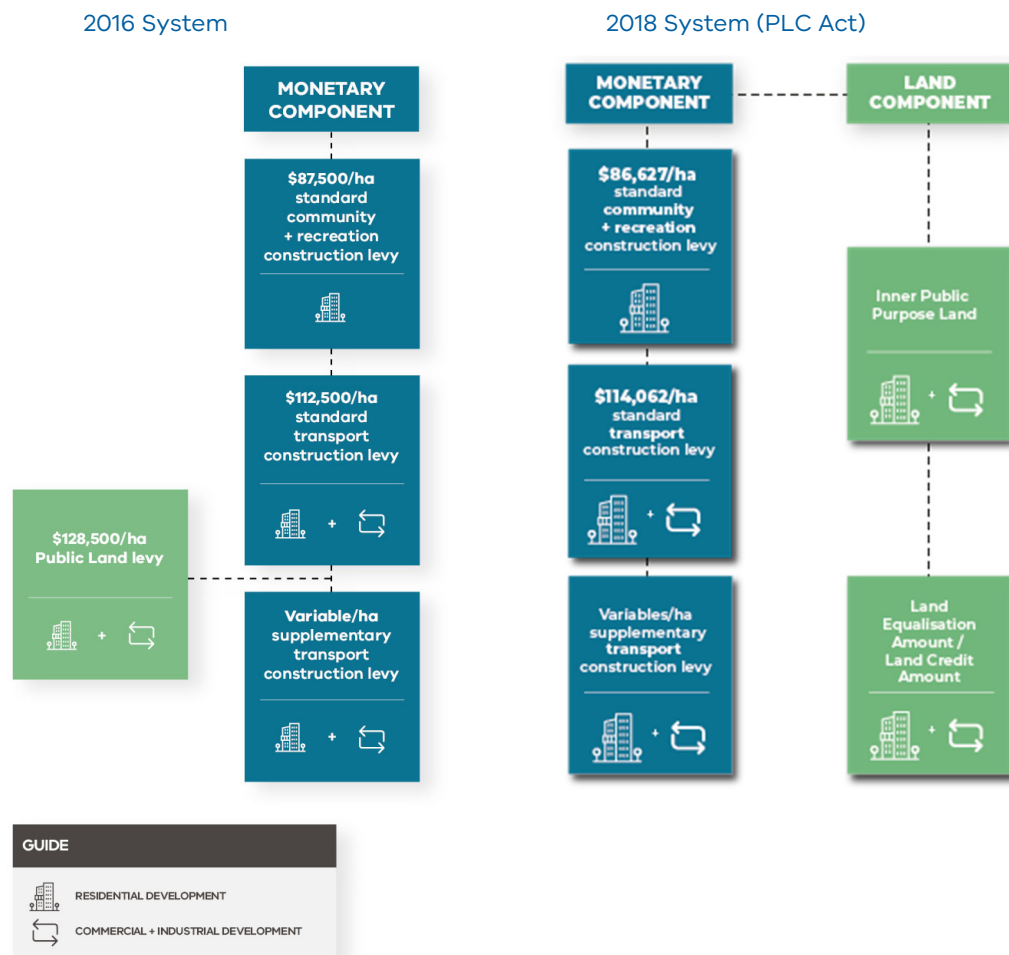 2016 System
MONETARY
COMPONENT
$87,500/ha
standard
community
+ recreation
construction levy
$112,500/ha
standard
transport
construction levy
+
$128,500/ha
Public Land levy
+
Variable/ha
supplementary
transport
construction levy
+
2018 System (PLC Act)
MONETARY
COMPONENT
$86,627/ha
standard
community
+ recreation
construction levy
$114,062/ha
standard
transport
construction levy
+
Variables/ha
supplementary
transport
construction levy
+
LAND
COMPONENT
Inner Public
Purpose Land
+
Land
Equalisation
Amount /
Land Credit
Amount
+
GUIDE
RESIDENTIAL DEVELOPMENT
COMMERCIAL + INDUSTRIAL DEVELOPMENT